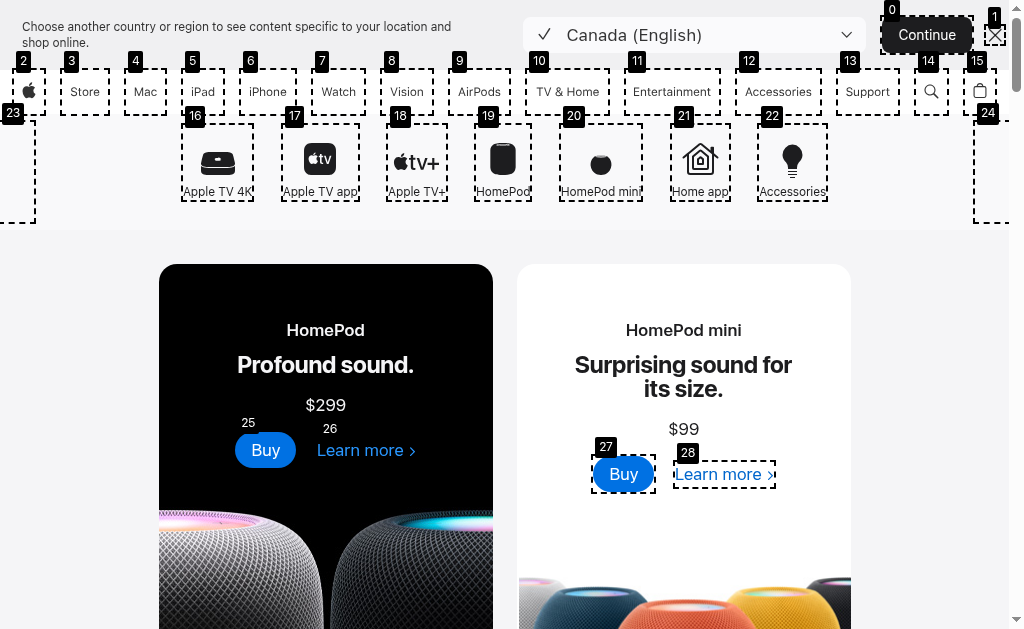 Choose another country or region to see content specific to your location and
shop online.
Canada (English)
0
Continue
1
2
3
4
5
6
7
8
9
10
11
12
13
14
15
Store
Mac
iPad
iPhone
Watch
Vision
AirPods
TV & Home
Entertainment
Accessories
Support
23
16
17
18
19
20
21
22
24
tv
tv+
Apple TV 4K
Apple TV app
Apple TV+
HomePod
HomePod mini
Home app
Accessories
HomePod
Profound sound.
$299
25
26
Buy
Learn more >
HomePod mini
Surprising sound for
its size.
$99
27
28
Buy
Learn more >